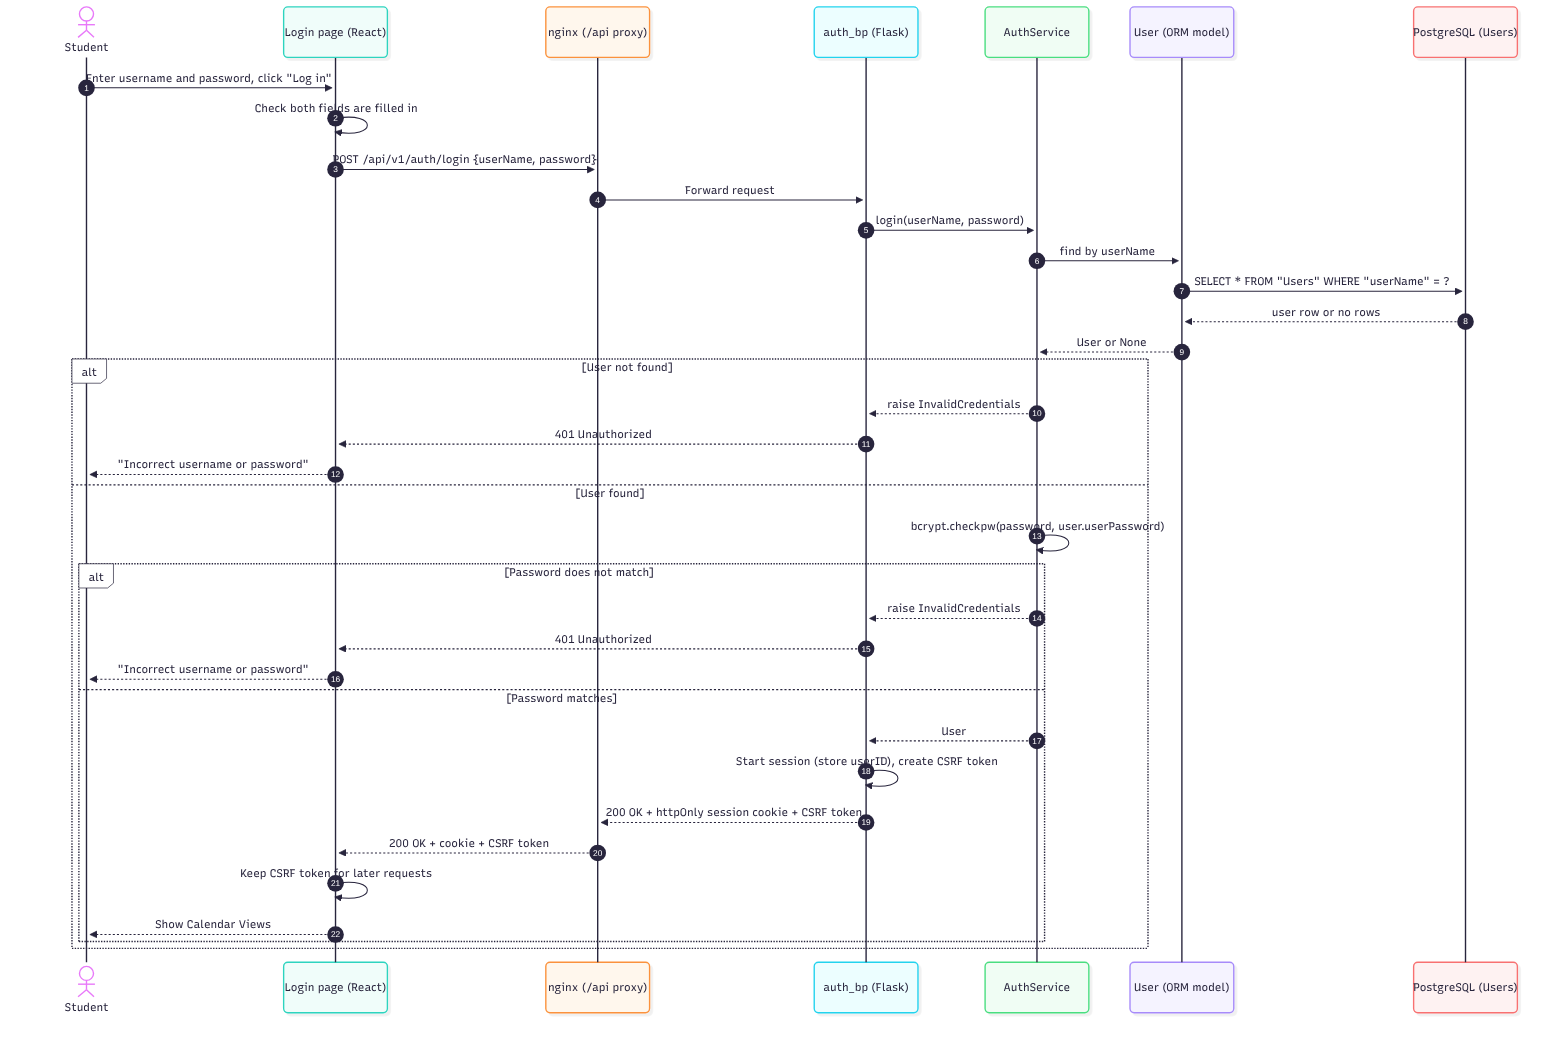 Student
Login page (React)
nginx (/api proxy)
auth_bp (Flask)
AuthService
User (ORM model)
PostgreSQL (Users)
Enter username and password, click "Log in"
1
Check both fields are filled in
2
POST /api/v1/auth/login {userName, password}
3
Forward request
4
login(userName, password)
5
find by userName
6
SELECT * FROM "Users" WHERE "userName" = ?
7
user row or no rows
8
User or None
9
alt
[User not found]
raise InvalidCredentials
10
401 Unauthorized
11
"Incorrect username or password"
12
[User found]
bcrypt.checkpw(password, user.userPassword)
13
alt
[Password does not match]
raise InvalidCredentials
14
401 Unauthorized
15
"Incorrect username or password"
16
[Password matches]
User
17
Start session (store userID), create CSRF token
18
200 OK + httpOnly session cookie + CSRF token
19
200 OK + cookie + CSRF token
20
Keep CSRF token for later requests
21
Show Calendar Views
22
Student
Login page (React)
nginx (/api proxy)
auth_bp (Flask)
AuthService
User (ORM model)
PostgreSQL (Users)